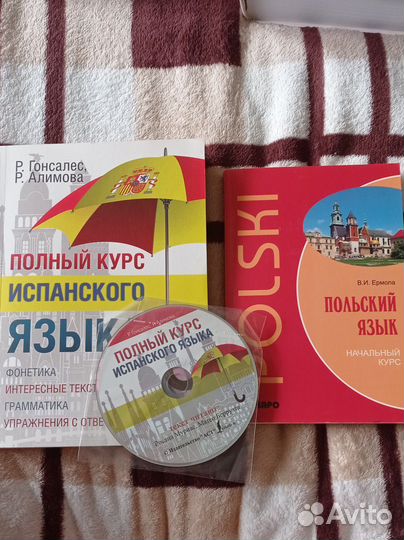 Р. Гонсалес,
Р. Алимова
ПОЛНЫЙ КУРС
ИСПАНСКОГО
ЯЗЫК
ФОНЕТИКА
ИНТЕРЕСНЫЕ ТЕКСТ
ГРАММАТИКА
УПРАЖНЕНИЯ С ОТВЕ
ПОЛНЫЙ КУРС
ИСПАНСКОГО ЯЗЫКА
POLSKI
В.И. Ермола
ПОЛЬСКИЙ
ЯЗЫК
НАЧАЛЬНЫЙ
КУРС
КАРО
Avito